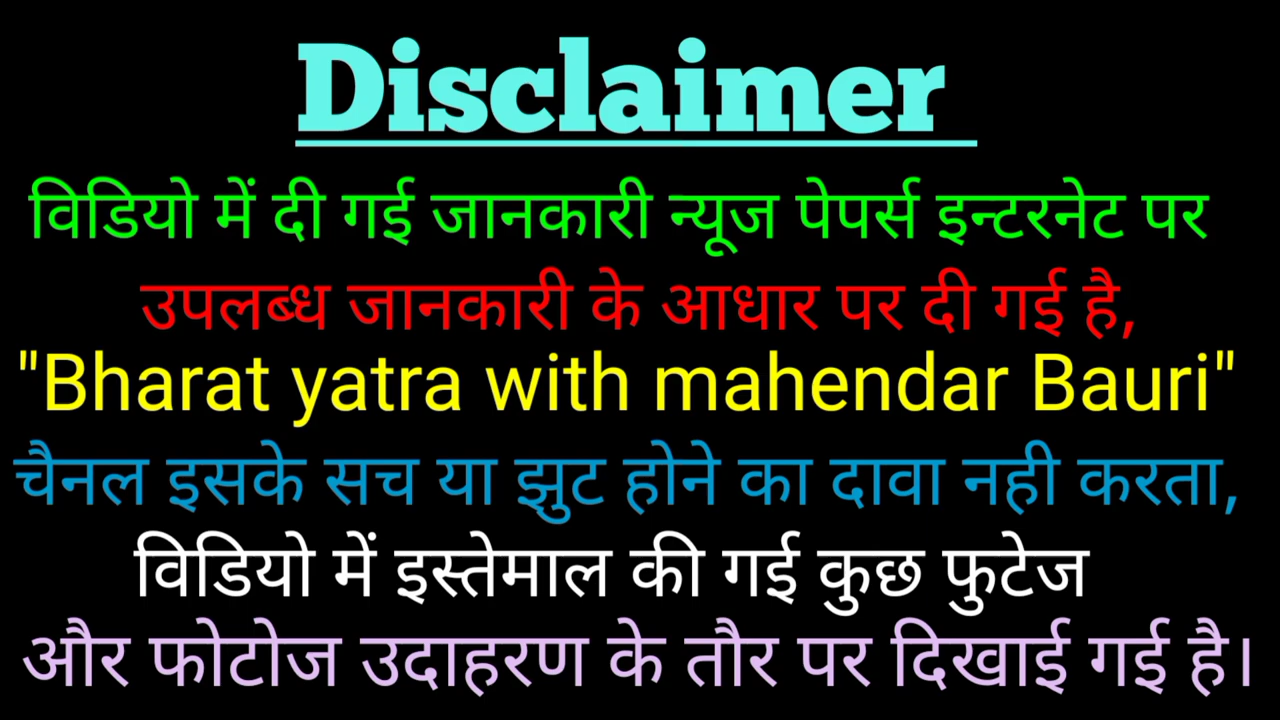 Disclaimer
विडियो में दी गई जानकारी न्यूज पेपर्स इन्टरनेट पर
उपलब्ध जानकारी के आधार पर दी गई है,
"Bharat yatra with mahendar Bauri"
चैनल इसके सच या झुट होने का दावा नही करता,
विडियो में इस्तेमाल की गई कुछ फुटेज
और फोटोज उदाहरण के तौर पर दिखाई गई है।